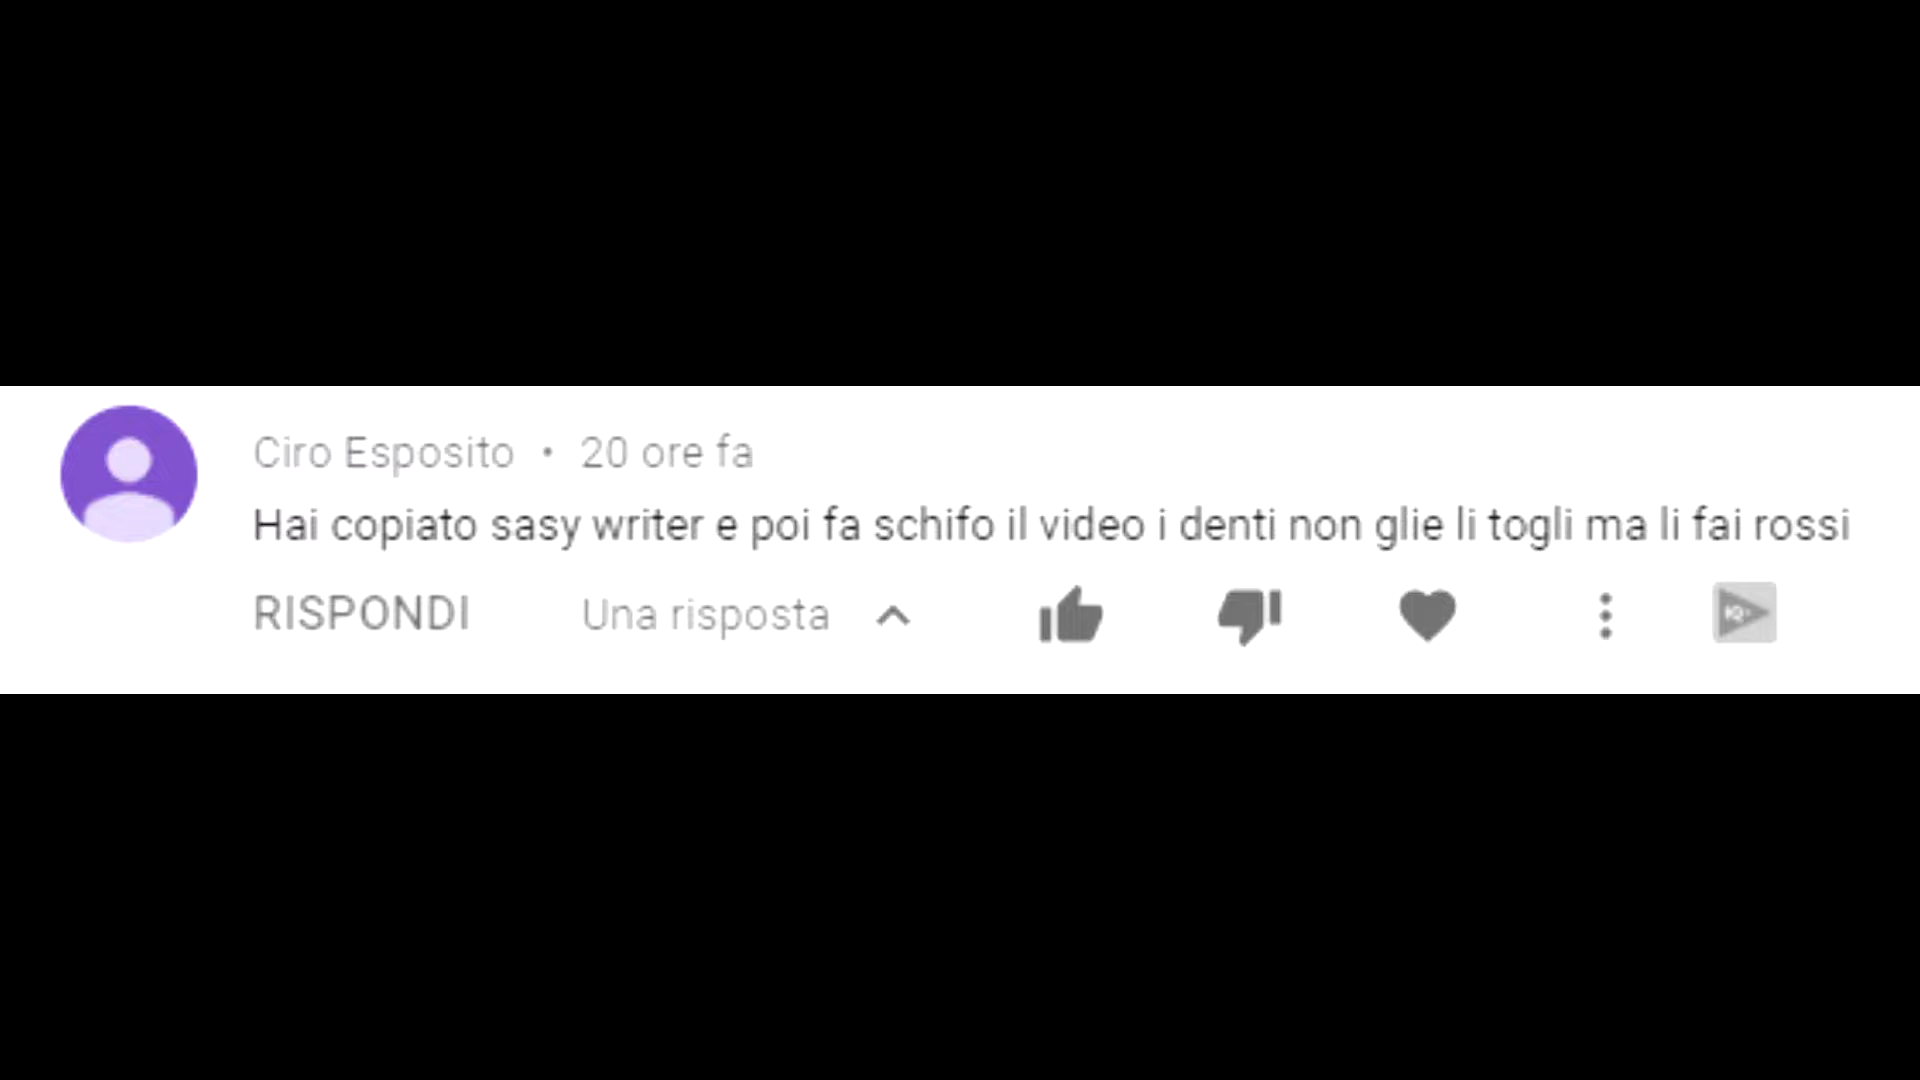 Ciro Esposito • 20 ore fa
Hai copiato sasy writer e poi fa schifo il video i denti non glie li togli ma li fai rossi
RISPONDI Una risposta